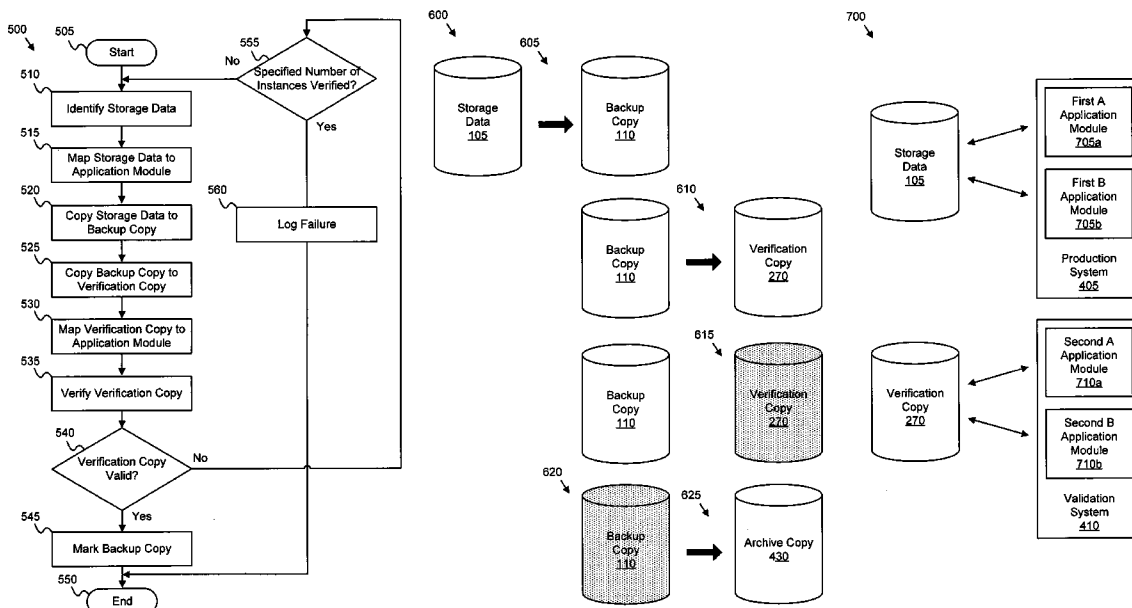 500
505
Start
510
Identify Storage Data
515
Map Storage Data to
Application Module
520
Copy Storage Data to
Backup Copy
525
Copy Backup Copy to
Verification Copy
530
Map Verification Copy to
Application Module
535
Verify Verification Copy
540
Verification Copy
Valid?
No
Yes
545
Mark Backup Copy
550
End
555
No
Specified Number of
Instances Verified?
Yes
560
Log Failure
600
605
Storage
Data
105
Backup
Copy
110
610
Backup
Copy
110
Verification
Copy
270
615
Backup
Copy
110
Verification
Copy
270
620
625
Backup
Copy
110
Archive Copy
430
700
Storage
Data
105
First A
Application
Module
705a
First B
Application
Module
705b
Production
System
405
Verification
Copy
270
Second A
Application
Module
710a
Second B
Application
Module
710b
Validation
System
410